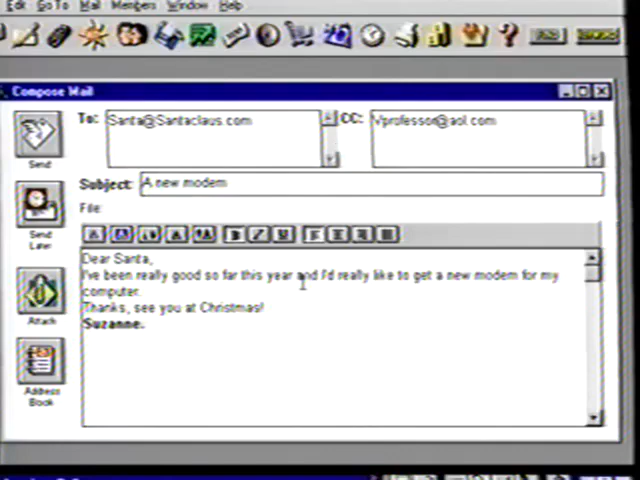 Edit Go To Mail Members Window Help
Find
Compose Mail
To: Santa@Santaclaus.com CC: Vprofessor@aol.com
Send
Subject: A new modem
File:
Send Later
Dear Santa,
I've been really good so far this year and I'd really like to get a new modem for my
computer.
Thanks, see you at Christmas!
Suzanne.
Attach
Address Book